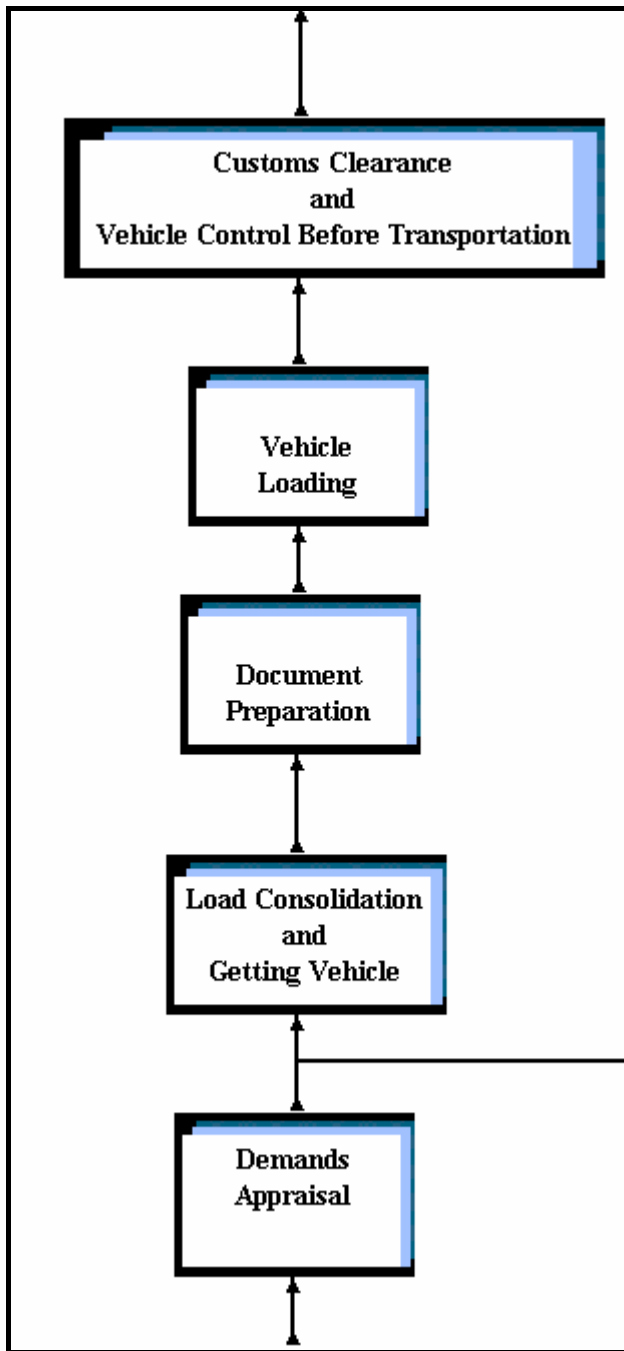 Customs Clearance
and
Vehicle Control Before Transportation
Vehicle
Loading
Document
Preparation
Load Consolidation
and
Getting Vehicle
Demands
Appraisal